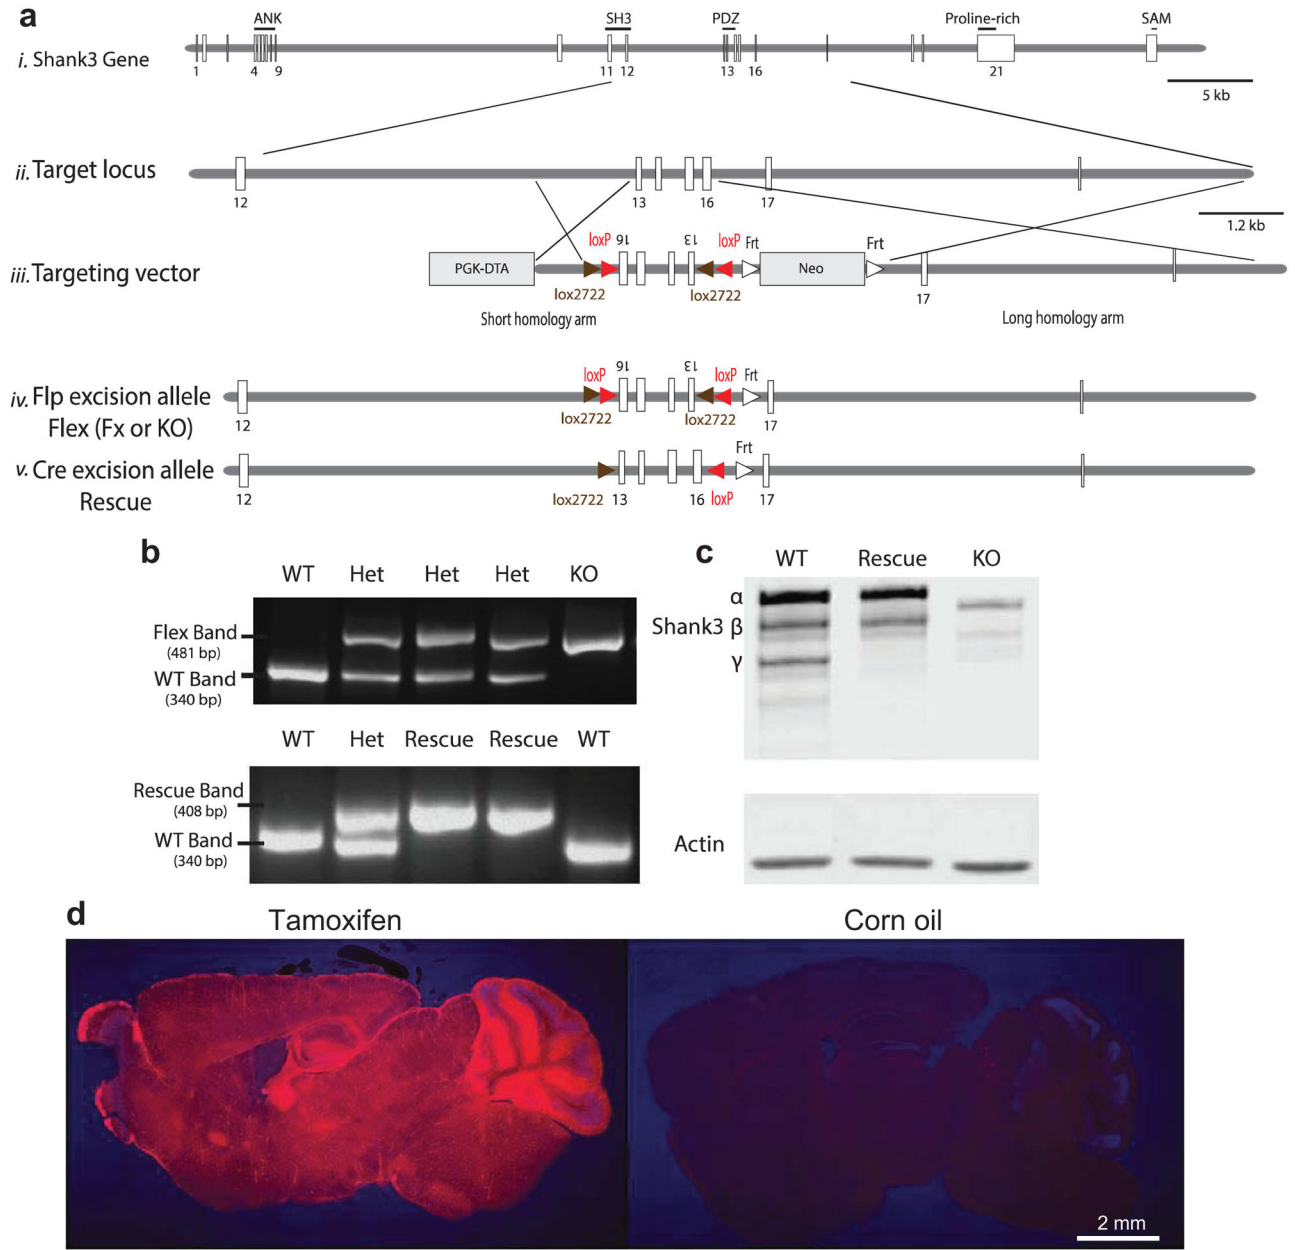 a
ANK SH3 PDZ Proline-rich SAM
i. Shank3 Gene
1 4 9 11 12 13 16 21
5 kb
ii. Target locus
12 13 16 17
1.2 kb
loxP 16 13 loxP Frt Frt
iii. Targeting vector PGK-DTA Neo
lox2722 lox2722 17
Short homology arm Long homology arm
loxP 16 13 loxP Frt
iv. Flp excision allele
Flex (Fx or KO)
12 lox2722 lox2722 17
Frt
v. Cre excision allele
Rescue
12 lox2722 13 16 loxP 17
b
WT Het Het Het KO
Flex Band
(481 bp)
WT Band
(340 bp)
WT Het Rescue Rescue WT
Rescue Band
(408 bp)
WT Band
(340 bp)
c
WT Rescue KO
α
Shank3 β
γ
Actin
d
Tamoxifen Corn oil
2 mm